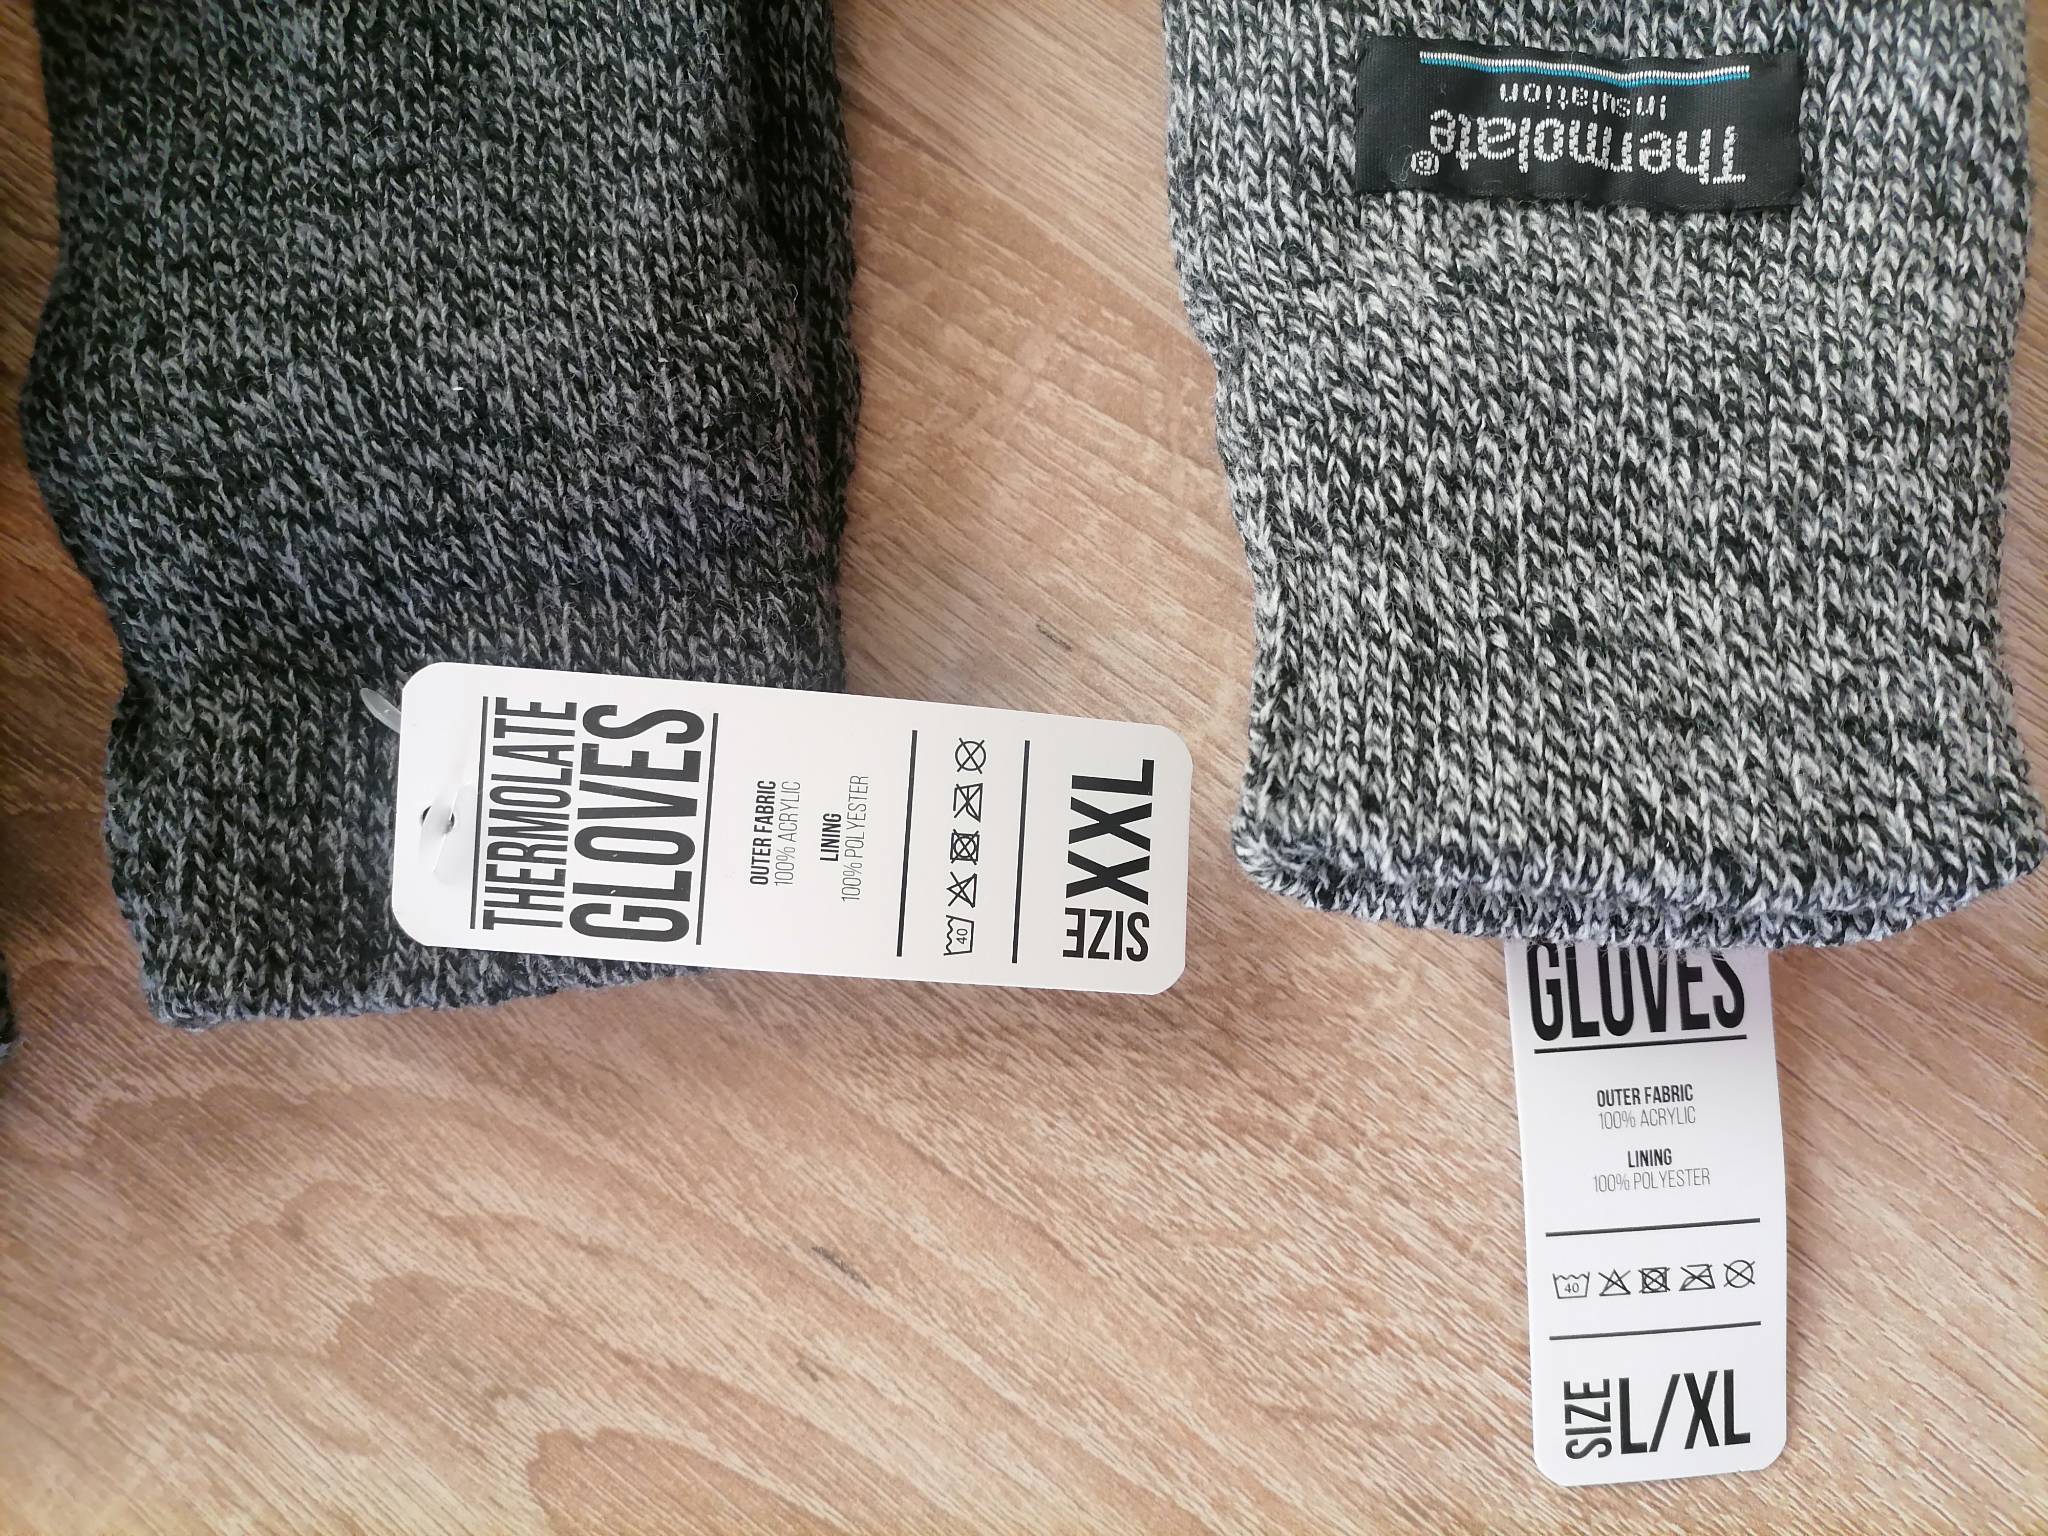 Thermolate®
Insulation
THERMOLATE
GLOVES
OUTER FABRIC
100% ACRYLIC
LINING
100% POLYESTER
40
SIZE XXL
GLOVES
OUTER FABRIC
100% ACRYLIC
LINING
100% POLYESTER
40
SIZE L/XL